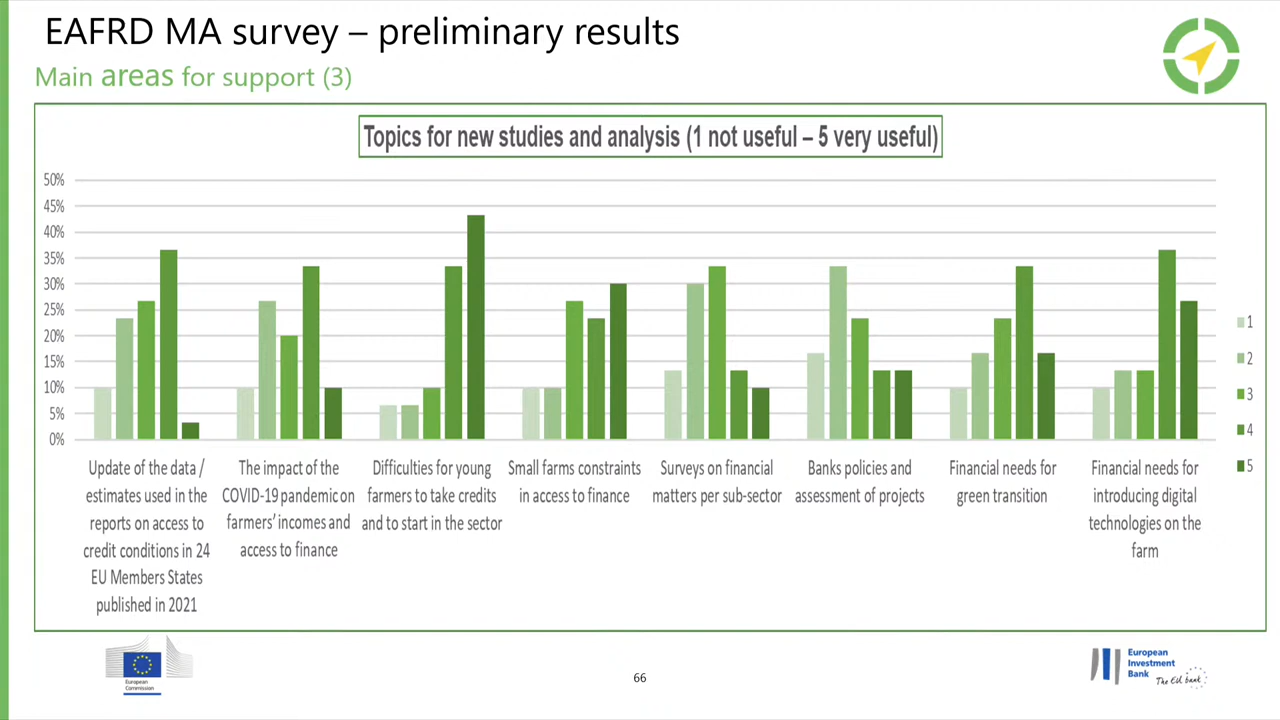 EAFRD MA survey – preliminary results
Main areas for support (3)
Topics for new studies and analysis (1 not useful – 5 very useful)
50%
45%
40%
35%
30%
25%
20%
15%
10%
5%
0%
1
2
3
4
5
Update of the data /
estimates used in the
reports on access to
credit conditions in 24
EU Members States
published in 2021
The impact of the
COVID-19 pandemic on
farmers' incomes and
access to finance
Difficulties for young
farmers to take credits
and to start in the sector
Small farms constraints
in access to finance
Surveys on financial
matters per sub-sector
Banks policies and
assessment of projects
Financial needs for
green transition
Financial needs for
introducing digital
technologies on the
farm
European
Commission
66
European
Investment
Bank
The EU bank